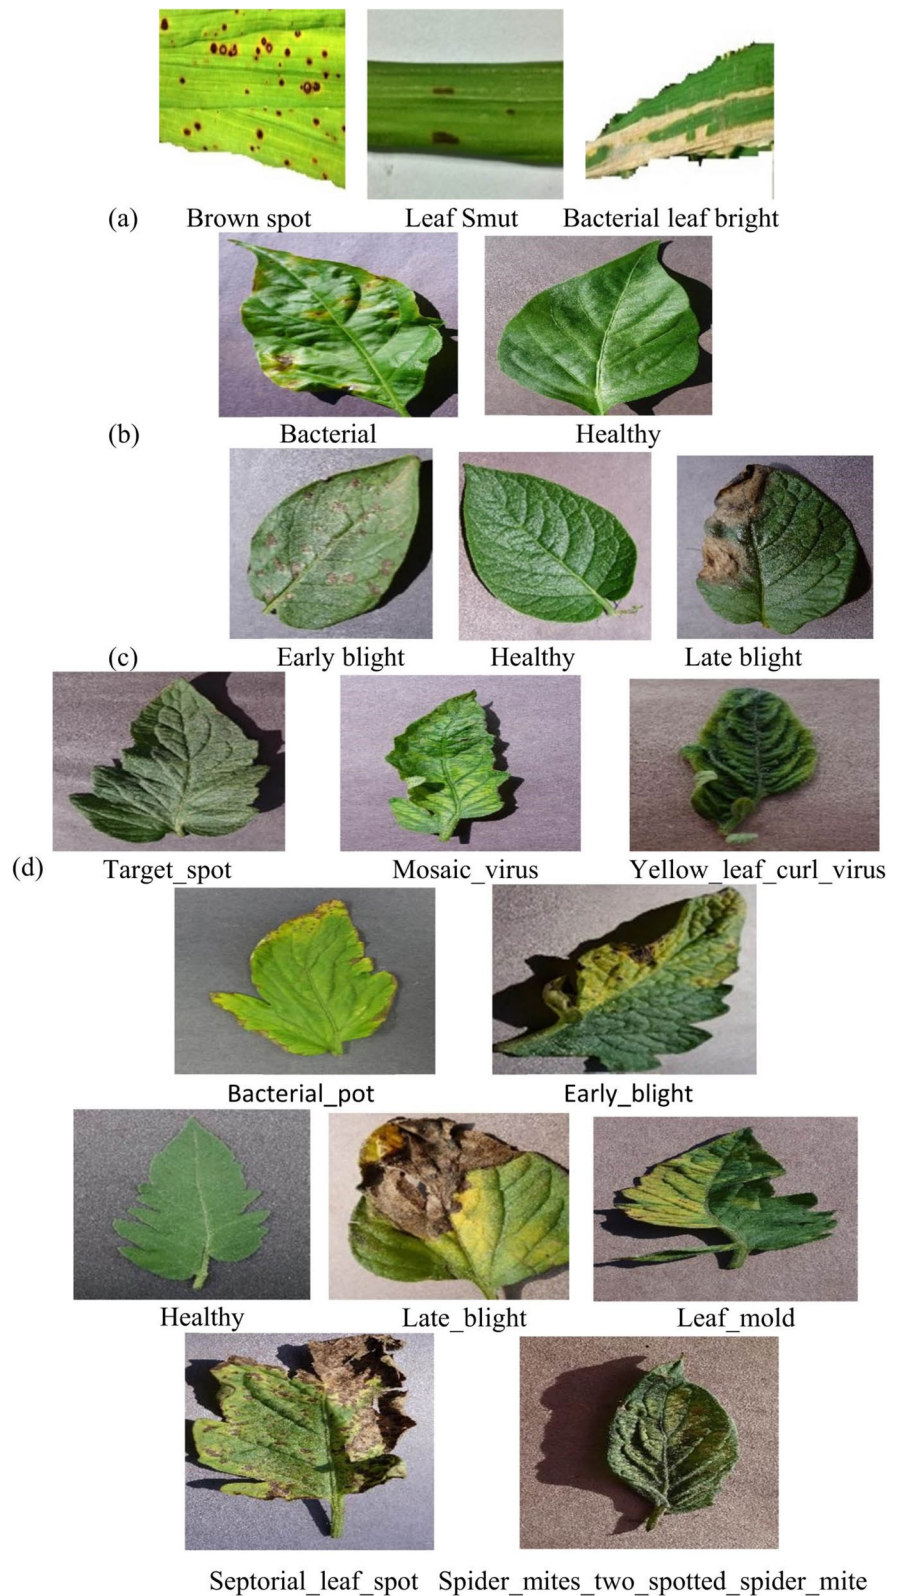 (a) Brown spot Leaf Smut Bacterial leaf bright
(b) Bacterial Healthy
(c) Early blight Healthy Late blight
Target_spot Mosaic_virus Yellow_leaf_curl_virus
(d)
Bacterial_pot Early_blight
Healthy Late_blight Leaf_mold
Septorial_leaf_spot Spider_mites_two_spotted_spider_mite